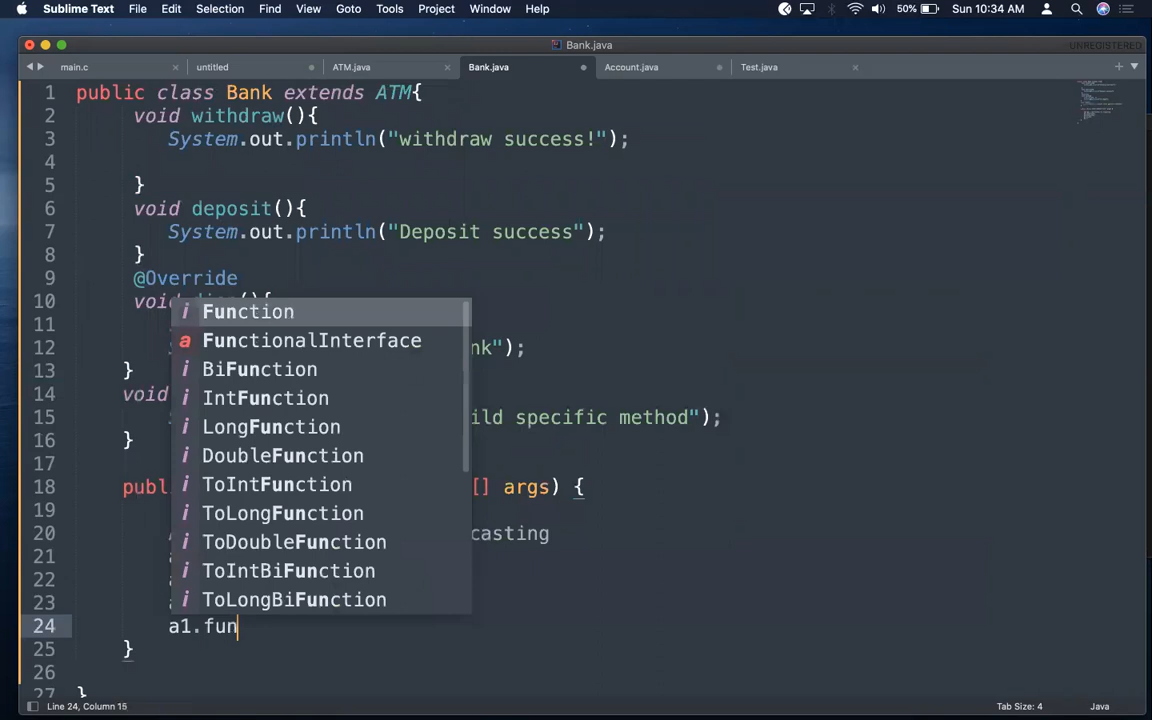 Sublime Text File Edit Selection Find View Goto Tools Project Window Help 50% Sun 10:34 AM
Bank.java UNREGISTERED
main.c untitled ATM.java Bank.java Account.java Test.java
1 public class Bank extends ATM{
2 void withdraw(){
3 System.out.println("withdraw success!");
4
5 }
6 void deposit(){
7 System.out.println("Deposit success");
8 }
9 @Override
10 void
Function
11
FunctionalInterface
12 nk");
13 } BiFunction
14 void IntFunction
15 ild specific method");
LongFunction
16 }
DoubleFunction
17
18 publ ToIntFunction [] args) {
19 ToLongFunction
20 casting
ToDoubleFunction
21
22 ToIntBiFunction
23 ToLongBiFunction
24 a1.fun
25 }
26
27 }
Line 24, Column 15 Tab Size: 4 Java